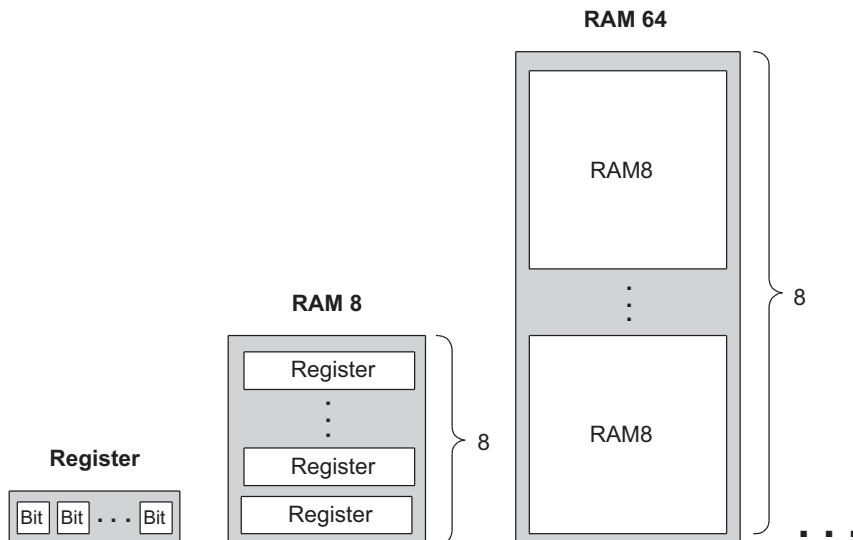 RAM 64
RAM8
8
RAM8
RAM 8
Register
Register
Register
8
Register
Bit Bit . . . Bit
. . .